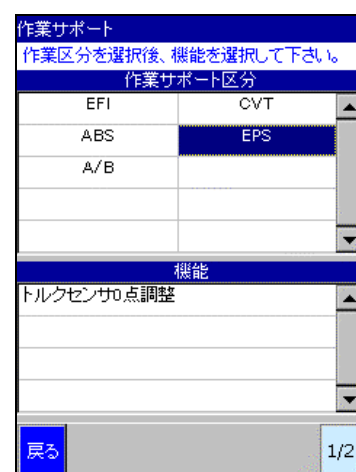 作業サポート
作業区分を選択後、機能を選択して下さい。
作業サポート区分
EFI CVT
ABS EPS
A/B
機能
トルクセンサ0点調整
戻る 1/2